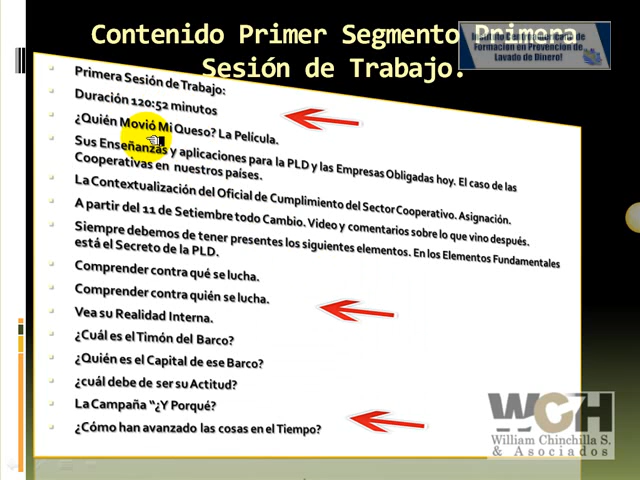 Contenido Primer Segmento Primera
Sesión de Trabajo.
Formación en Prevención de
Lavado de Dinero!
Primera Sesión de Trabajo:
Duración 120:52 minutos
¿Quién Movió Mi Queso? La Película.
Sus Enseñanzas y aplicaciones para la PLD y las Empresas Obligadas hoy. El caso de las
Cooperativas en nuestros países.
La Contextualización del Oficial de Cumplimiento del Sector Cooperativo. Asignación.
A partir del 11 de Setiembre todo Cambio. Video y comentarios sobre lo que vino después.
Siempre debemos de tener presentes los siguientes elementos. En los Elementos Fundamentales
está el Secreto de la PLD.
Comprender contra qué se lucha.
Comprender contra quién se lucha.
Vea su Realidad Interna.
¿Cuál es el Timón del Barco?
¿Quién es el Capital de ese Barco?
¿cuál debe de ser su Actitud?
La Campaña "¿Y Porqué?
¿Cómo han avanzado las cosas en el Tiempo?
WCH
William Chinchilla S.
& Asociados